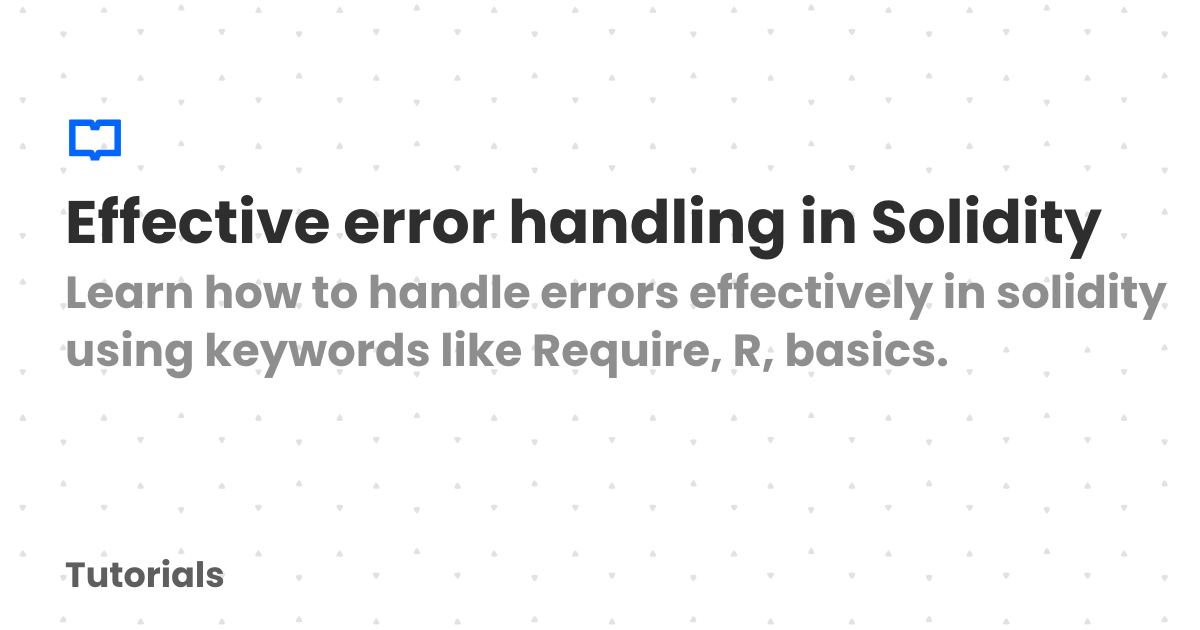 Effective error handling in Solidity
Learn how to handle errors effectively in solidity
using keywords like Require, R, basics.
Tutorials